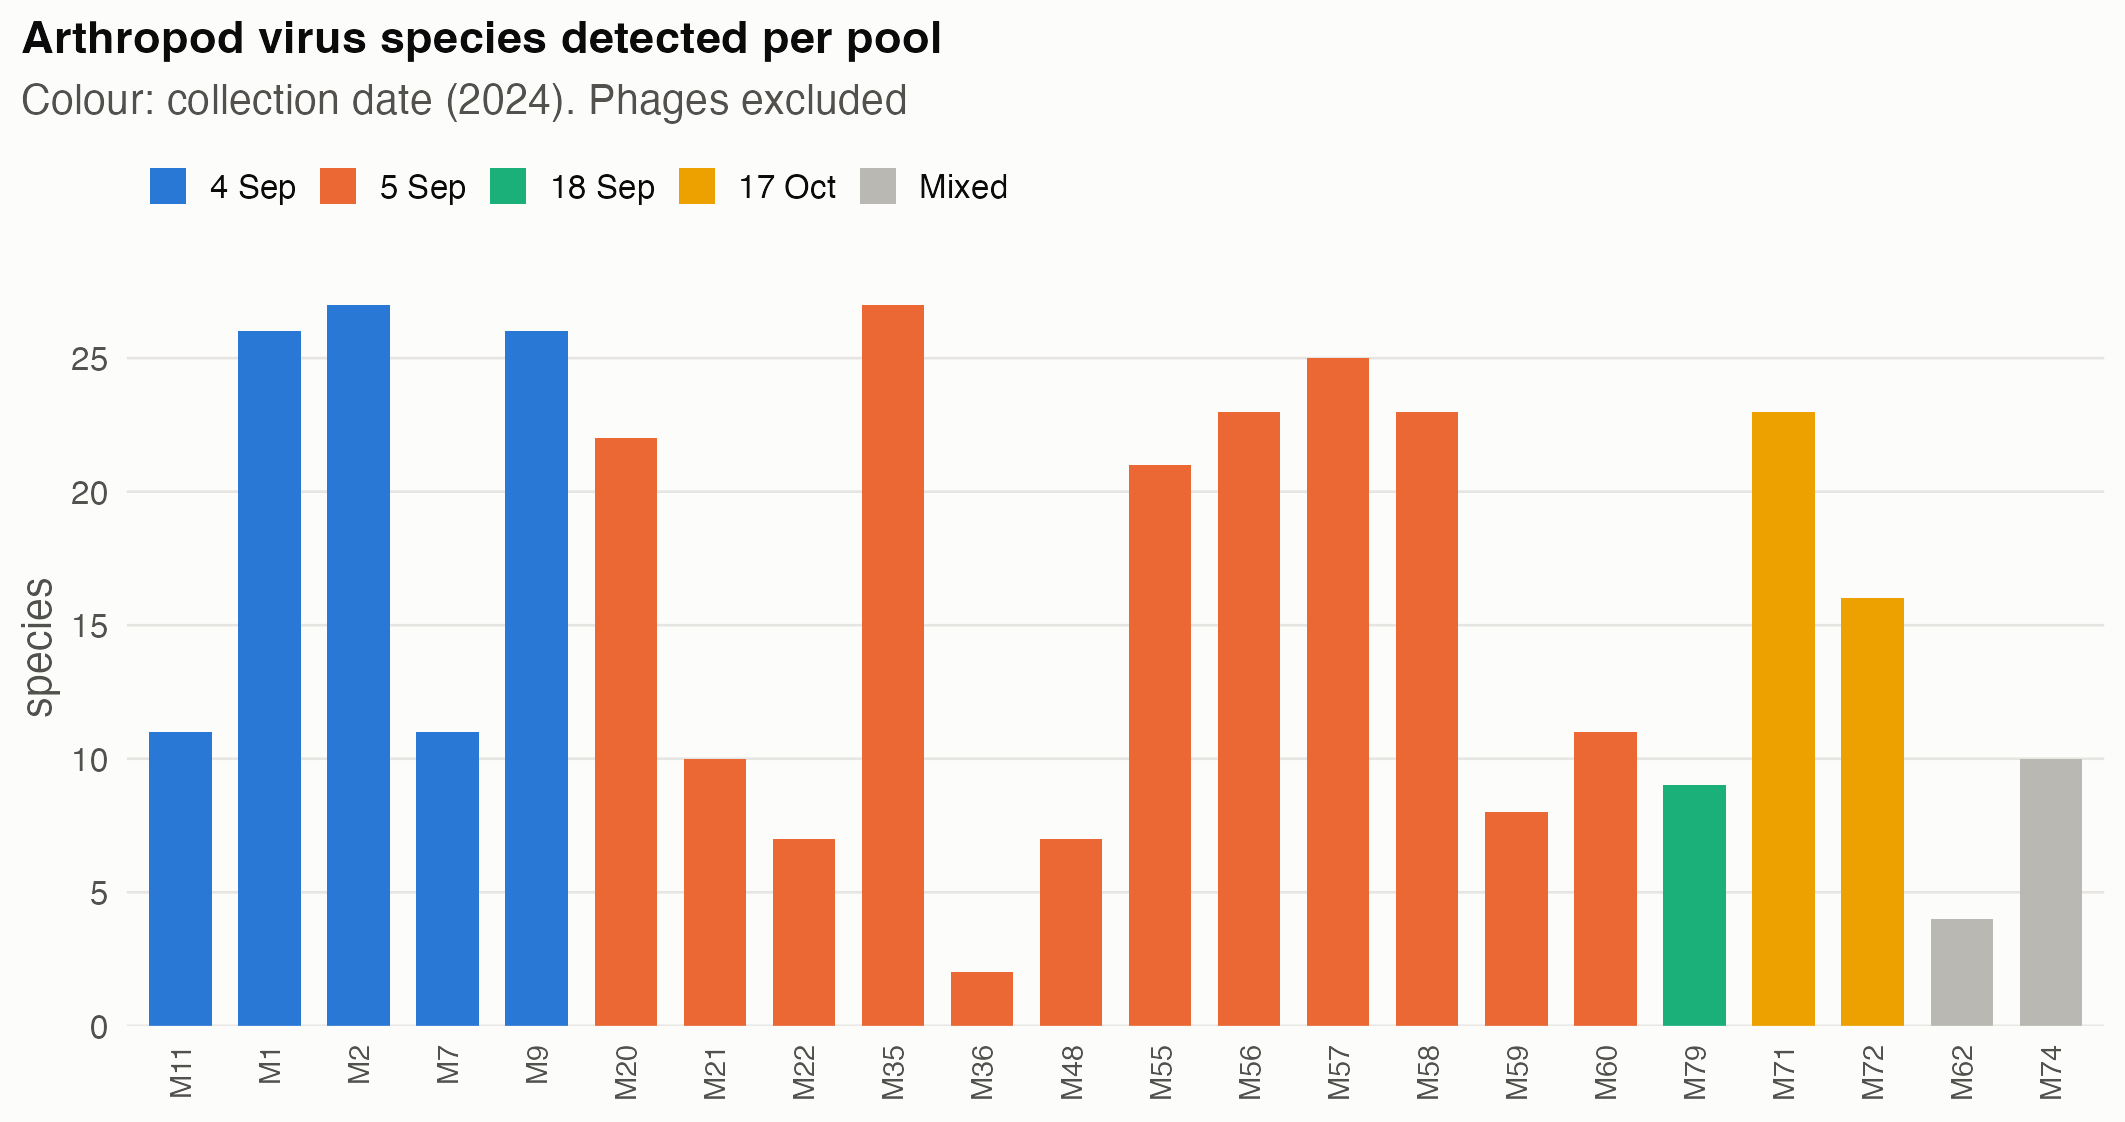 Arthropod virus species detected per pool
Colour: collection date (2024). Phages excluded
4 Sep 5 Sep 18 Sep 17 Oct Mixed
species
25
20
15
10
5
0
M11 M1 M2 M7 M9 M20 M21 M22 M35 M36 M48 M55 M56 M57 M58 M59 M60 M79 M71 M72 M62 M74